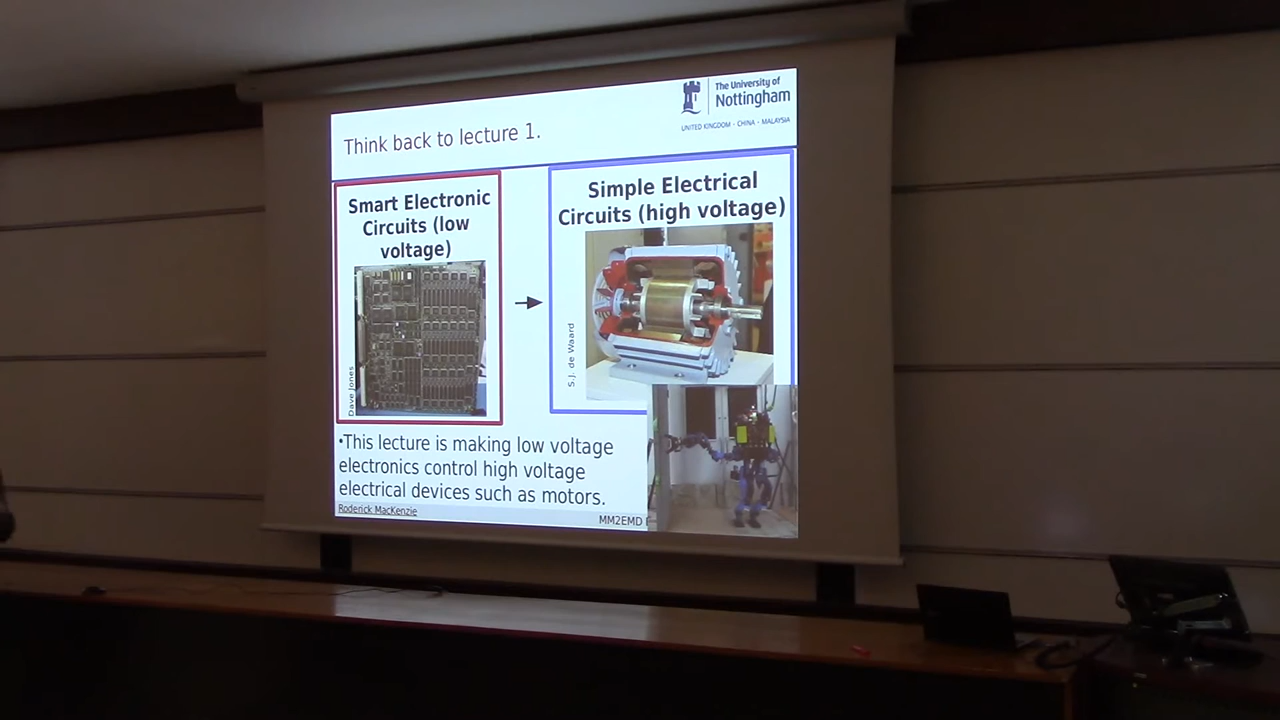 The University of
Nottingham
UNITED KINGDOM · CHINA · MALAYSIA
Think back to lecture 1.
Smart Electronic
Circuits (low
voltage)
Dave Jones
Simple Electrical
Circuits (high voltage)
S.J. de Waard
•This lecture is making low voltage
electronics control high voltage
electrical devices such as motors.
Roderick MacKenzie
MM2EMD